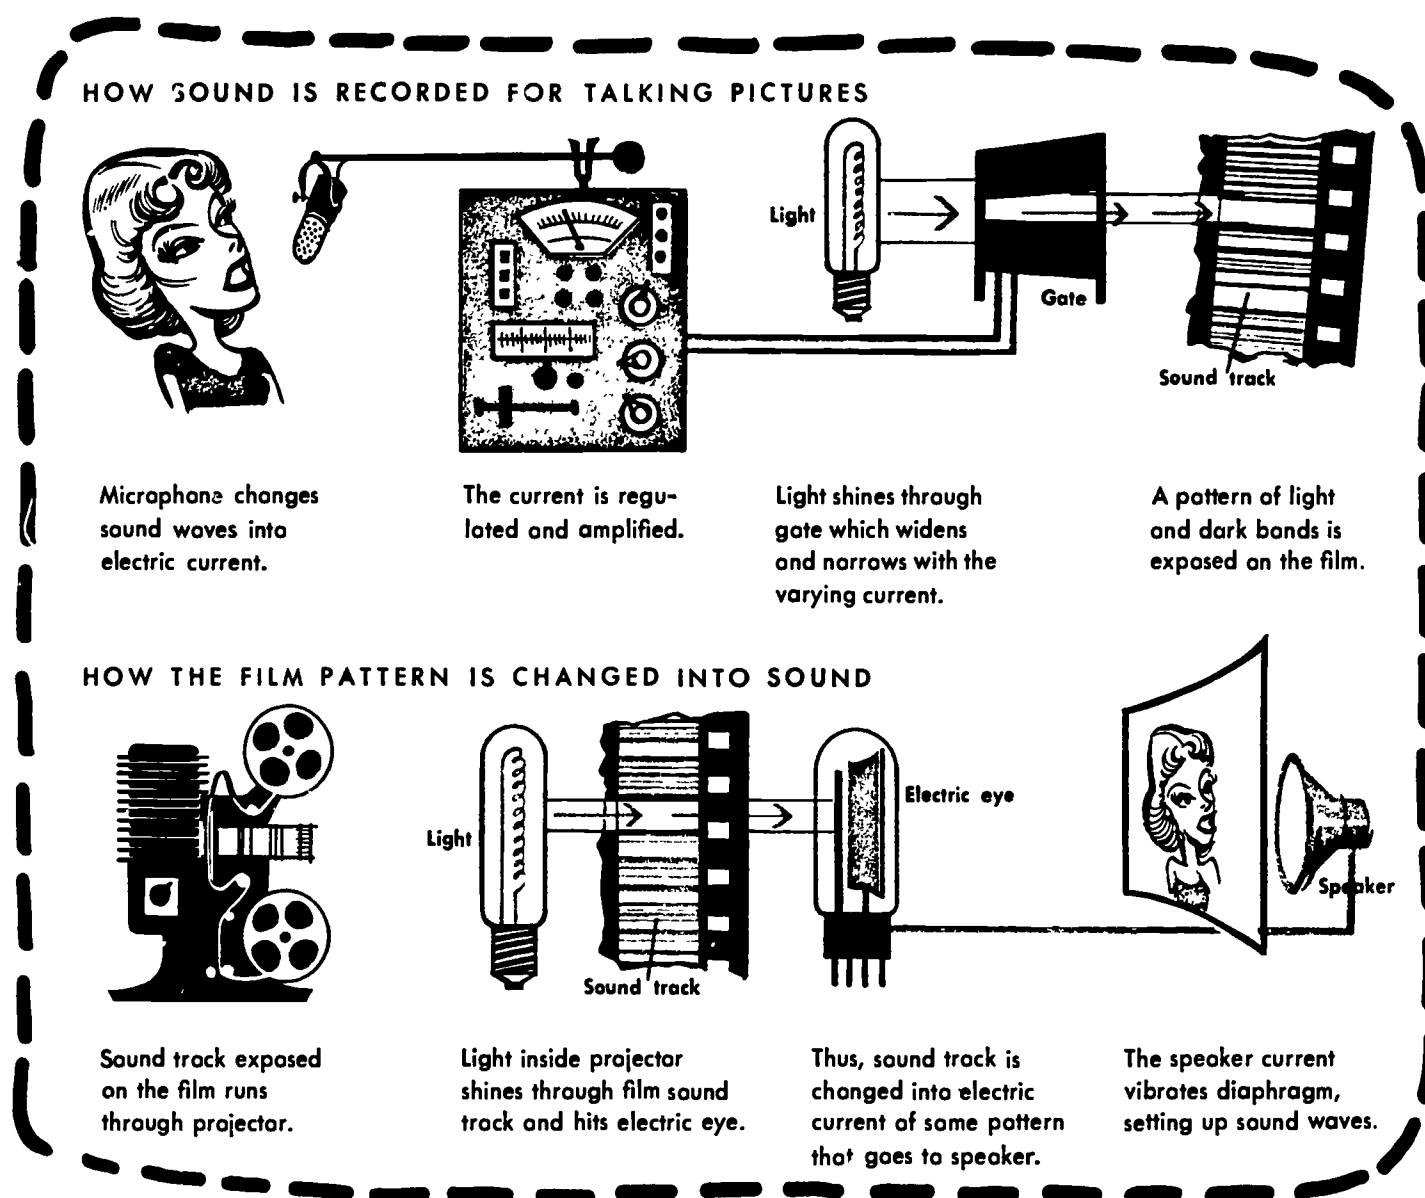 HOW SOUND IS RECORDED FOR TALKING PICTURES
Light
Gate
Sound track
Microphone changes
sound waves into
electric current.
The current is regu-
lated and amplified.
Light shines through
gate which widens
and narrows with the
varying current.
A pattern of light
and dark bands is
exposed on the film.
HOW THE FILM PATTERN IS CHANGED INTO SOUND
Light
Sound track
Electric eye
Speaker
Sound track exposed
on the film runs
through projector.
Light inside projector
shines through film sound
track and hits electric eye.
Thus, sound track is
changed into electric
current of same pattern
that goes to speaker.
The speaker current
vibrates diaphragm,
setting up sound waves.